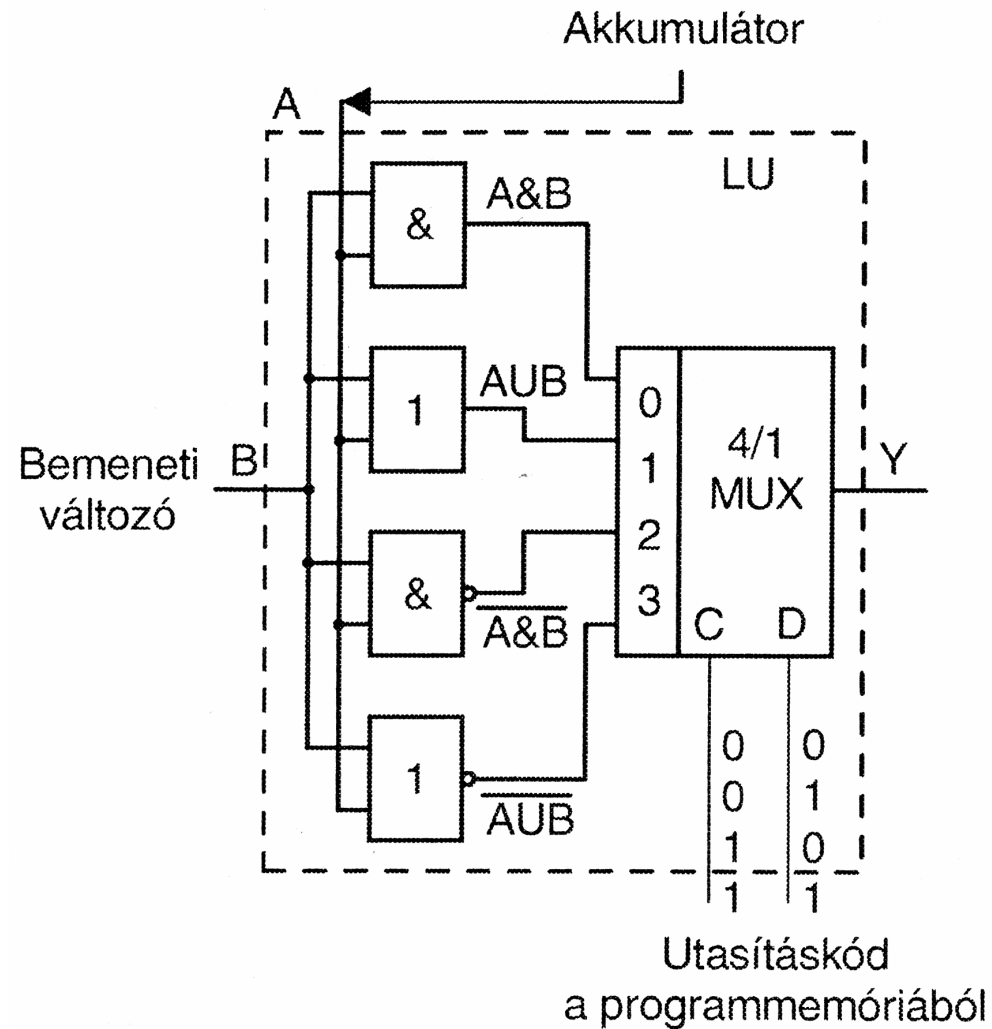 Akkumulátor
A
LU
&
A&B
1
AUB
Bemeneti
változó
B
&
A&B
1
AUB
0
1
2
3
4/1
MUX
C D
Y
0 0
0 1
1 0
1 1
Utasításkód
a programmemóriából